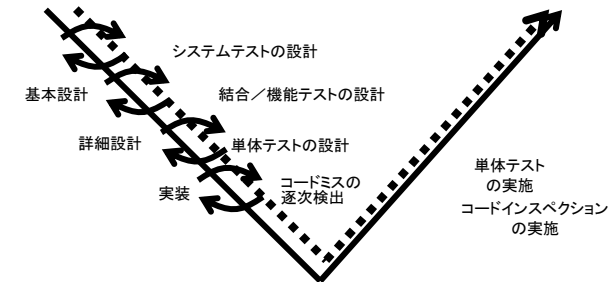 システムテストの設計
基本設計
結合／機能テストの設計
詳細設計
単体テストの設計
実装
コードミスの
逐次検出
単体テスト
の実施
コードインスペクション
の実施